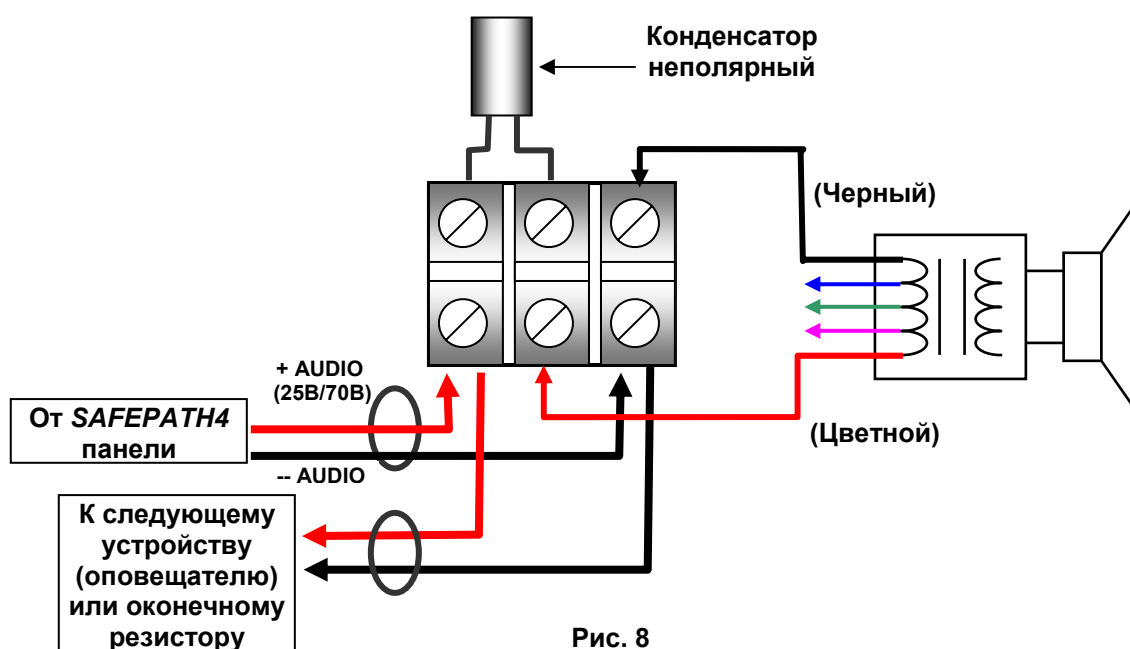 Конденсатор
неполярный
(Черный)
+ AUDIO
(25В/70В)
От SAFEPATH4
панели
(Цветной)
-- AUDIO
К следующему
устройству
(оповещателю)
или оконечному
резистору
Рис. 8